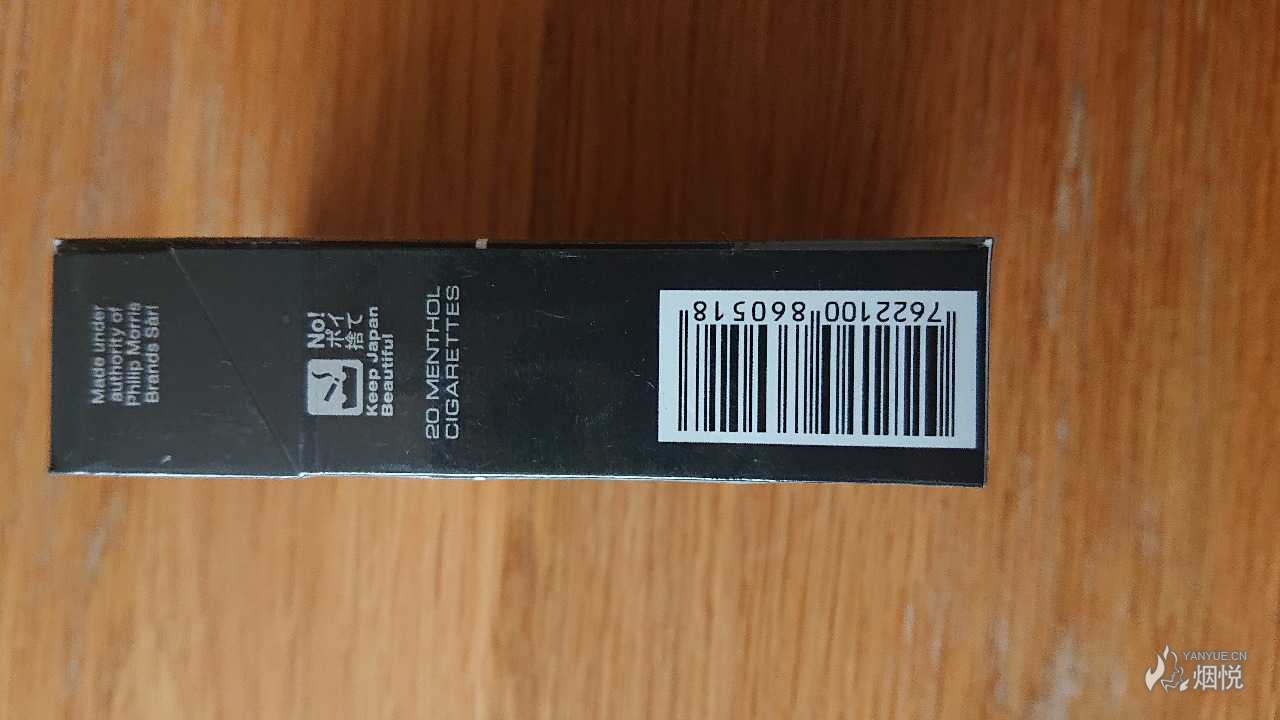 Made under
authority of
Philip Morris
Brands Sàrl
No!
ポイ
捨て
Keep Japan
Beautiful
20 MENTHOL
CIGARETTES
7622100 860518
YANYUE.CN
烟悦